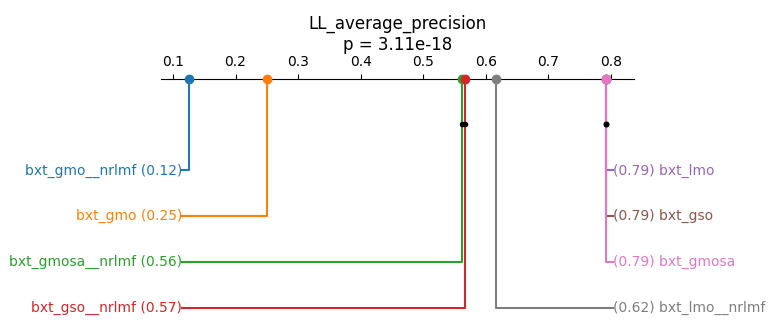 LL_average_precision
p = 3.11e-18
0.1 0.2 0.3 0.4 0.5 0.6 0.7 0.8
bxt_gmo__nrlmf (0.12) (0.79) bxt_lmo
bxt_gmo (0.25) (0.79) bxt_gso
bxt_gmosa__nrlmf (0.56) (0.79) bxt_gmosa
bxt_gso__nrlmf (0.57) (0.62) bxt_lmo__nrlmf